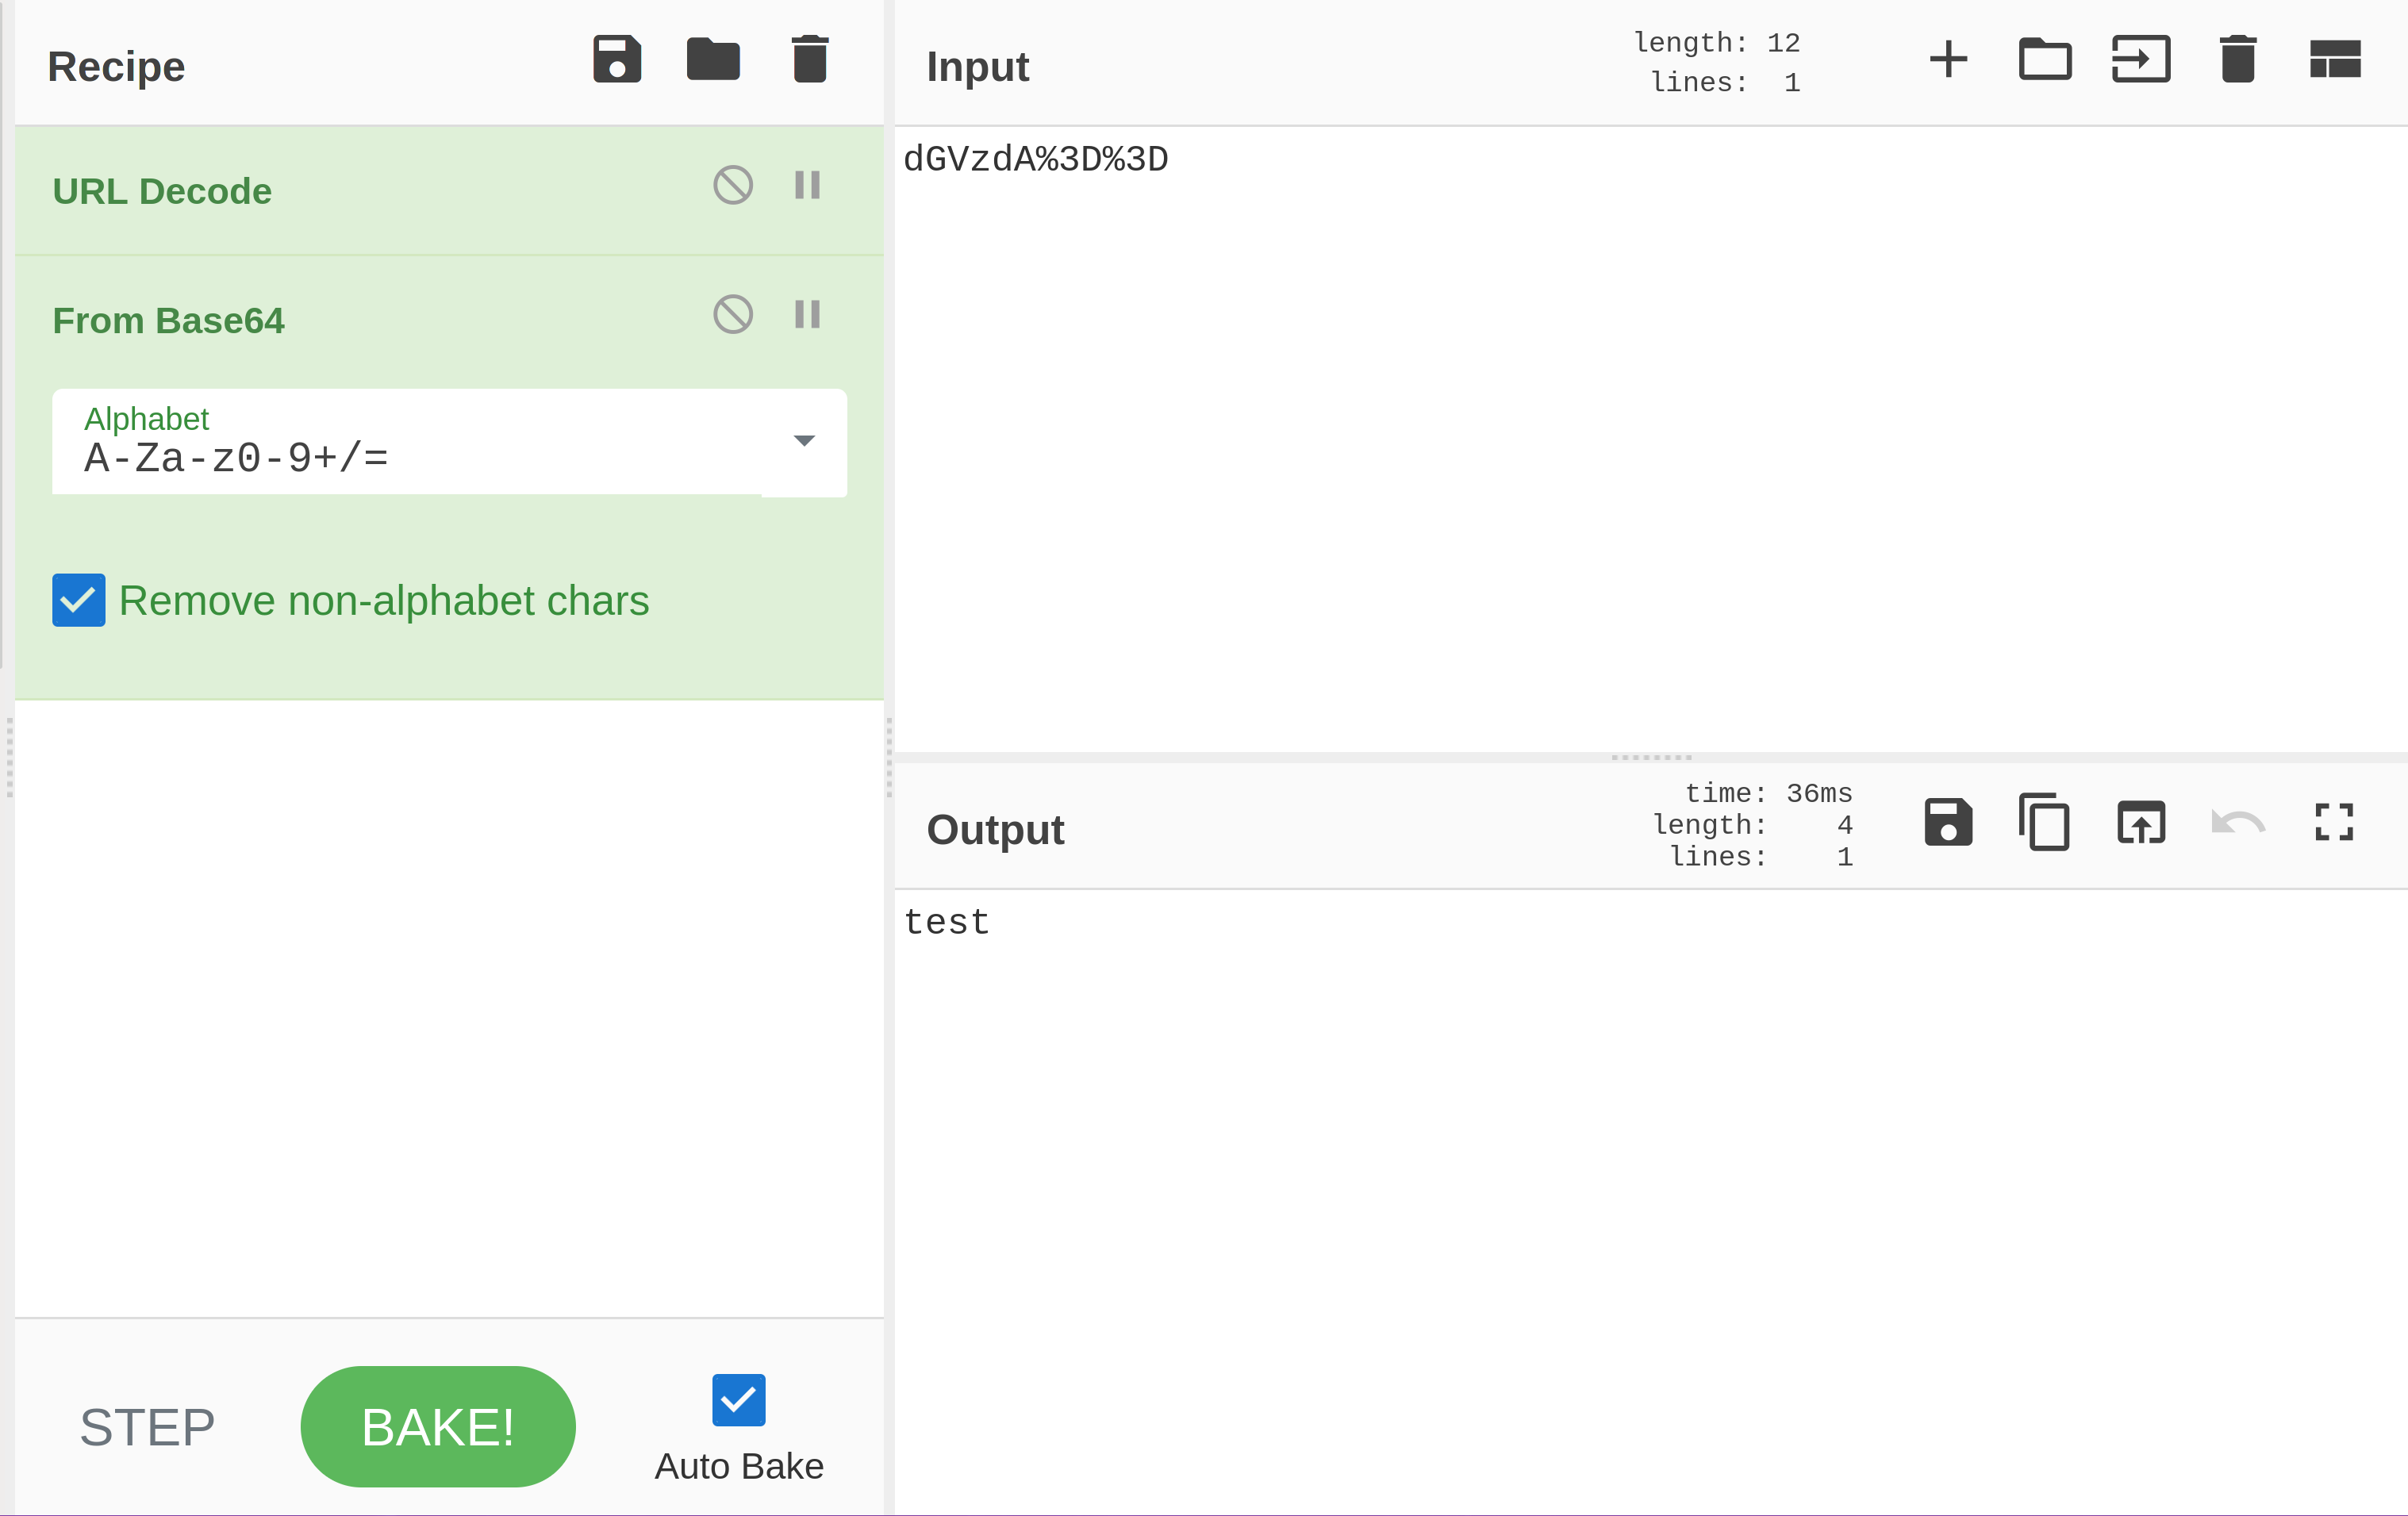 Recipe
URL Decode
From Base64
Alphabet
A-Za-z0-9+/=
Remove non-alphabet chars
STEP
BAKE!
Auto Bake
Input
length: 12
lines: 1
dGVzdA%3D%3D
Output
time: 36ms
length: 4
lines: 1
test